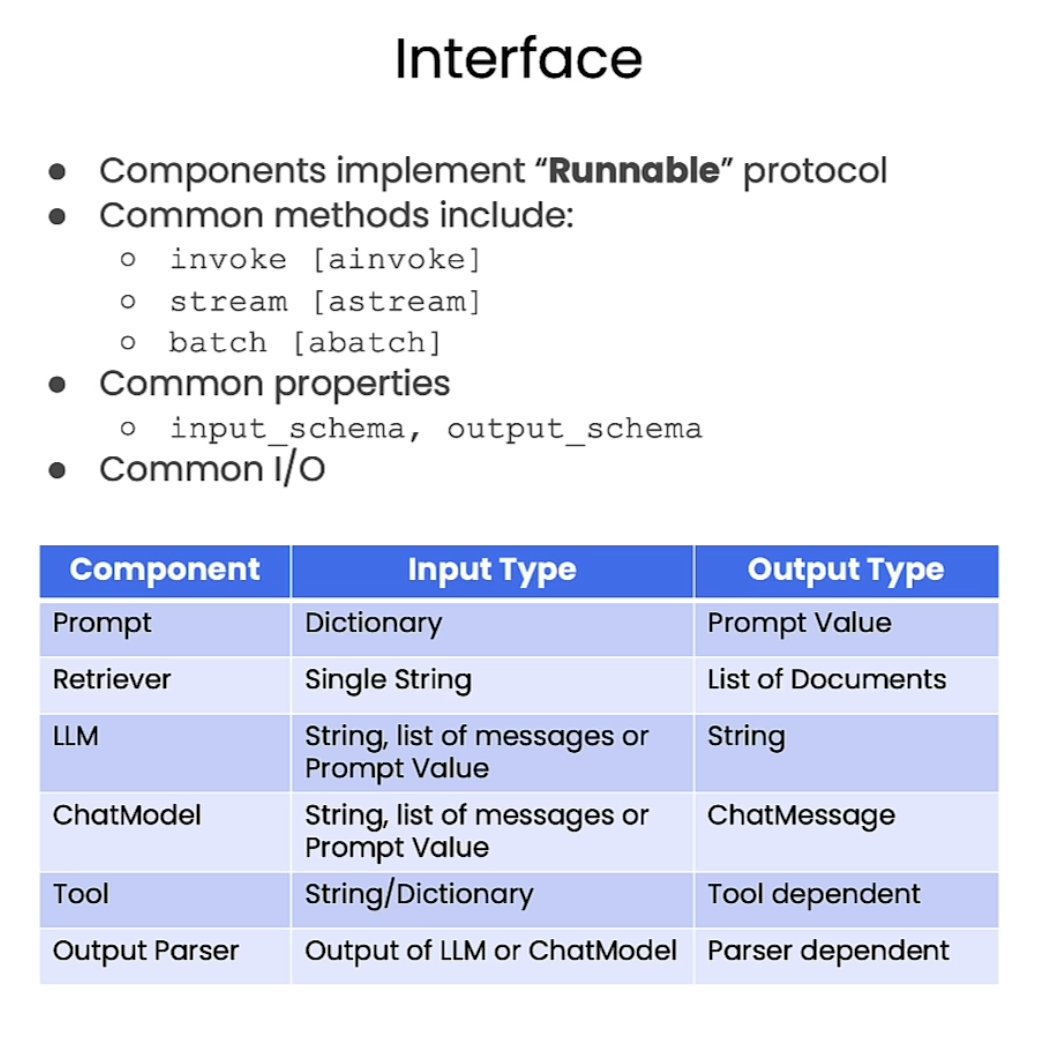 Interface
● Components implement “Runnable” protocol
● Common methods include:
○ invoke [ainvoke]
○ stream [astream]
○ batch [abatch]
● Common properties
○ input_schema, output_schema
● Common I/O
Component Input Type Output Type
Prompt Dictionary Prompt Value
Retriever Single String List of Documents
LLM String, list of messages or String
Prompt Value
ChatModel String, list of messages or ChatMessage
Prompt Value
Tool String/Dictionary Tool dependent
Output Parser Output of LLM or ChatModel Parser dependent